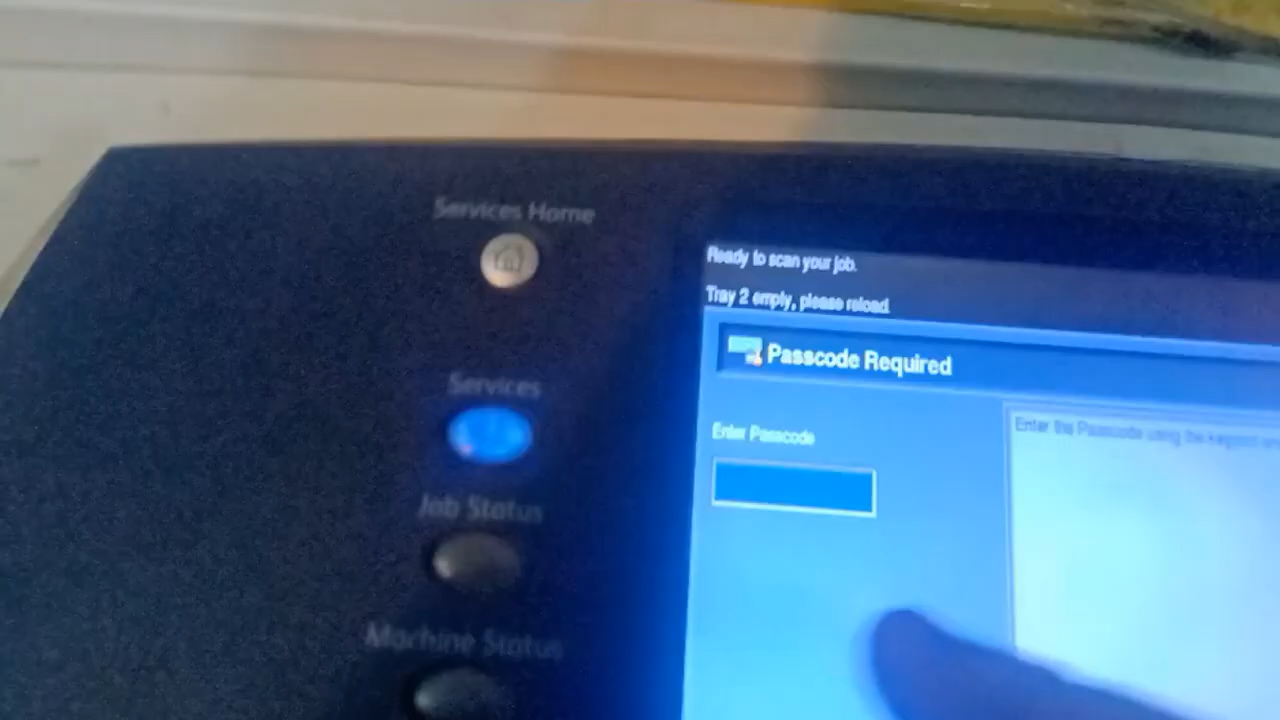 Services Home
Ready to scan your job.
Tray 2 empty, please reload.
Passcode Required
Services
Enter Passcode
Enter the Passcode using the keypad
Job Status
Machine Status